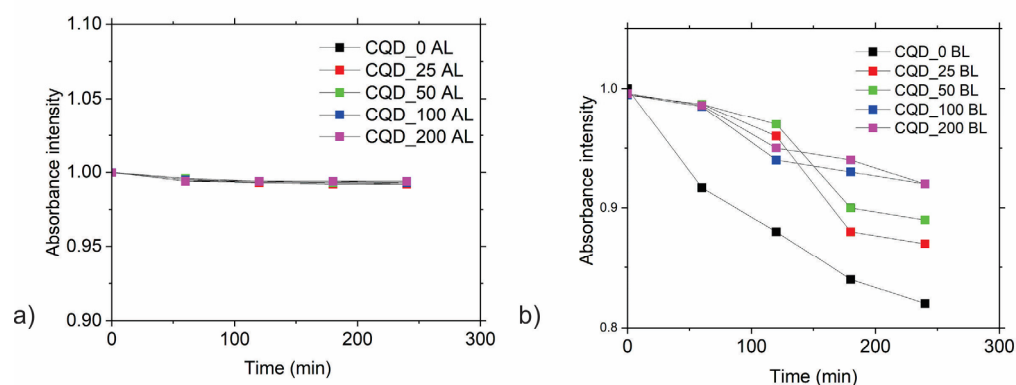 1.10
1.05
1.00
0.95
0.90
Absorbance intensity
CQD_0 AL
CQD_25 AL
CQD_50 AL
CQD_100 AL
CQD_200 AL
0
100
200
300
Time (min)
a)
1.0
0.9
0.8
Absorbance intensity
CQD_0 BL
CQD_25 BL
CQD_50 BL
CQD_100 BL
CQD_200 BL
0
100
200
300
Time (min)
b)